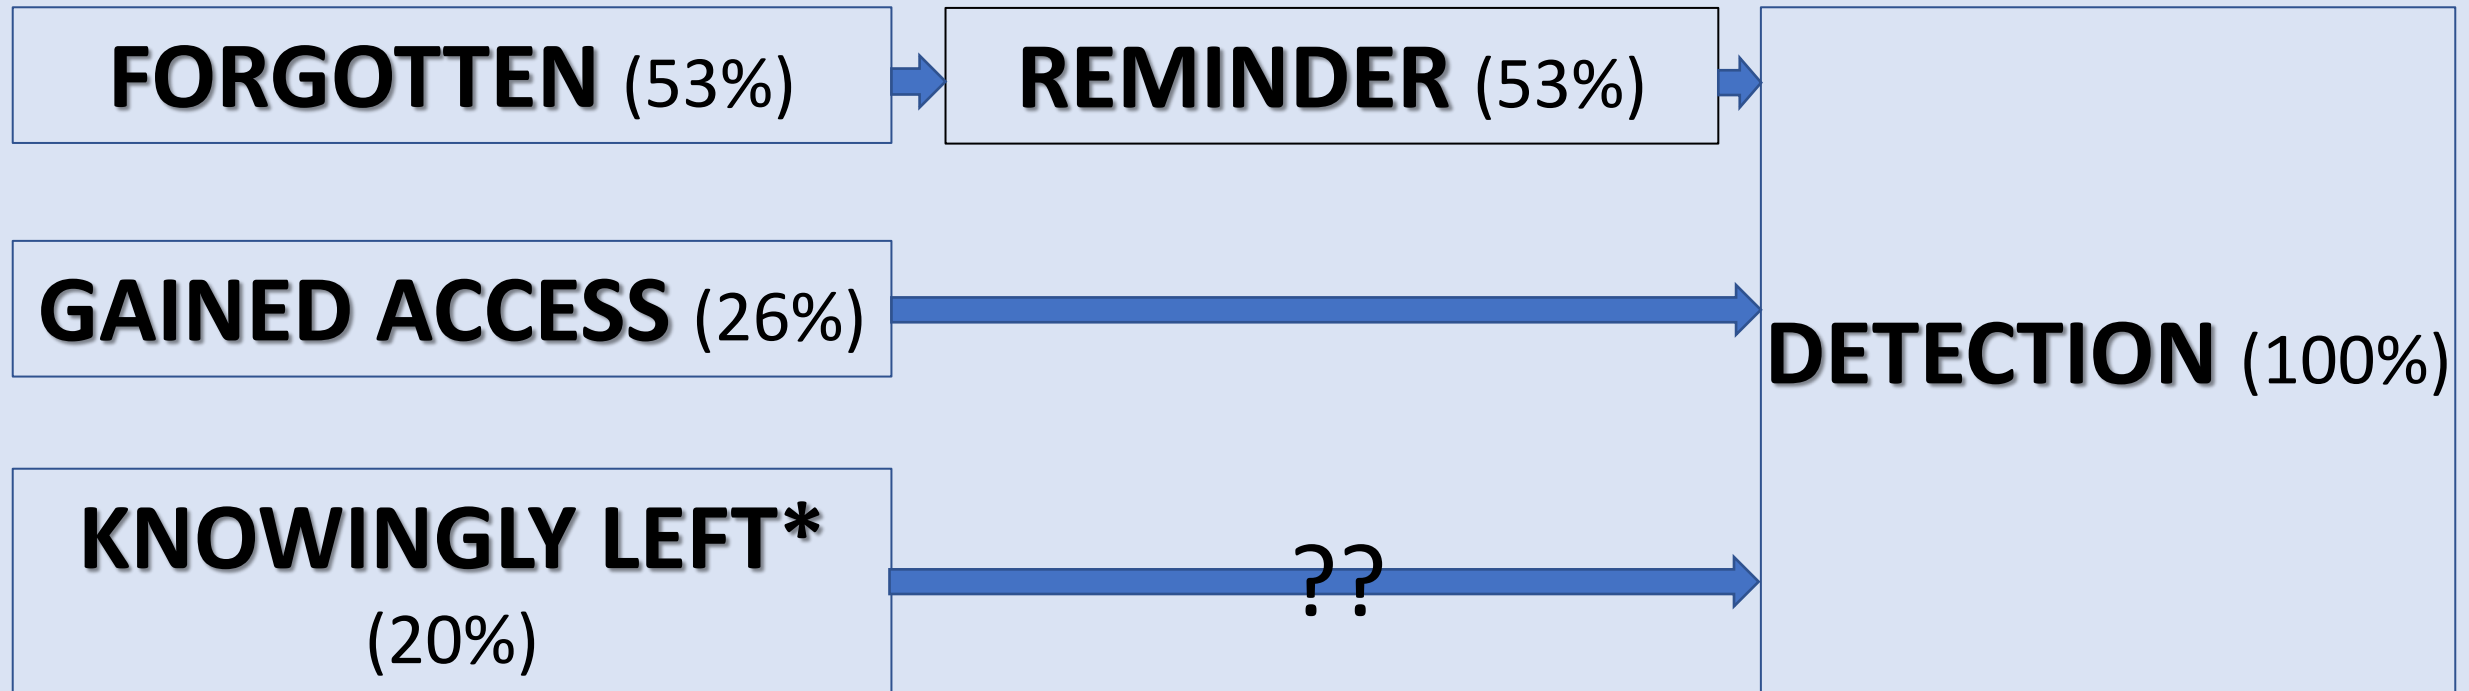 FORGOTTEN (53%)
REMINDER (53%)
GAINED ACCESS (26%)
DETECTION (100%)
KNOWINGLY LEFT*
(20%)
??